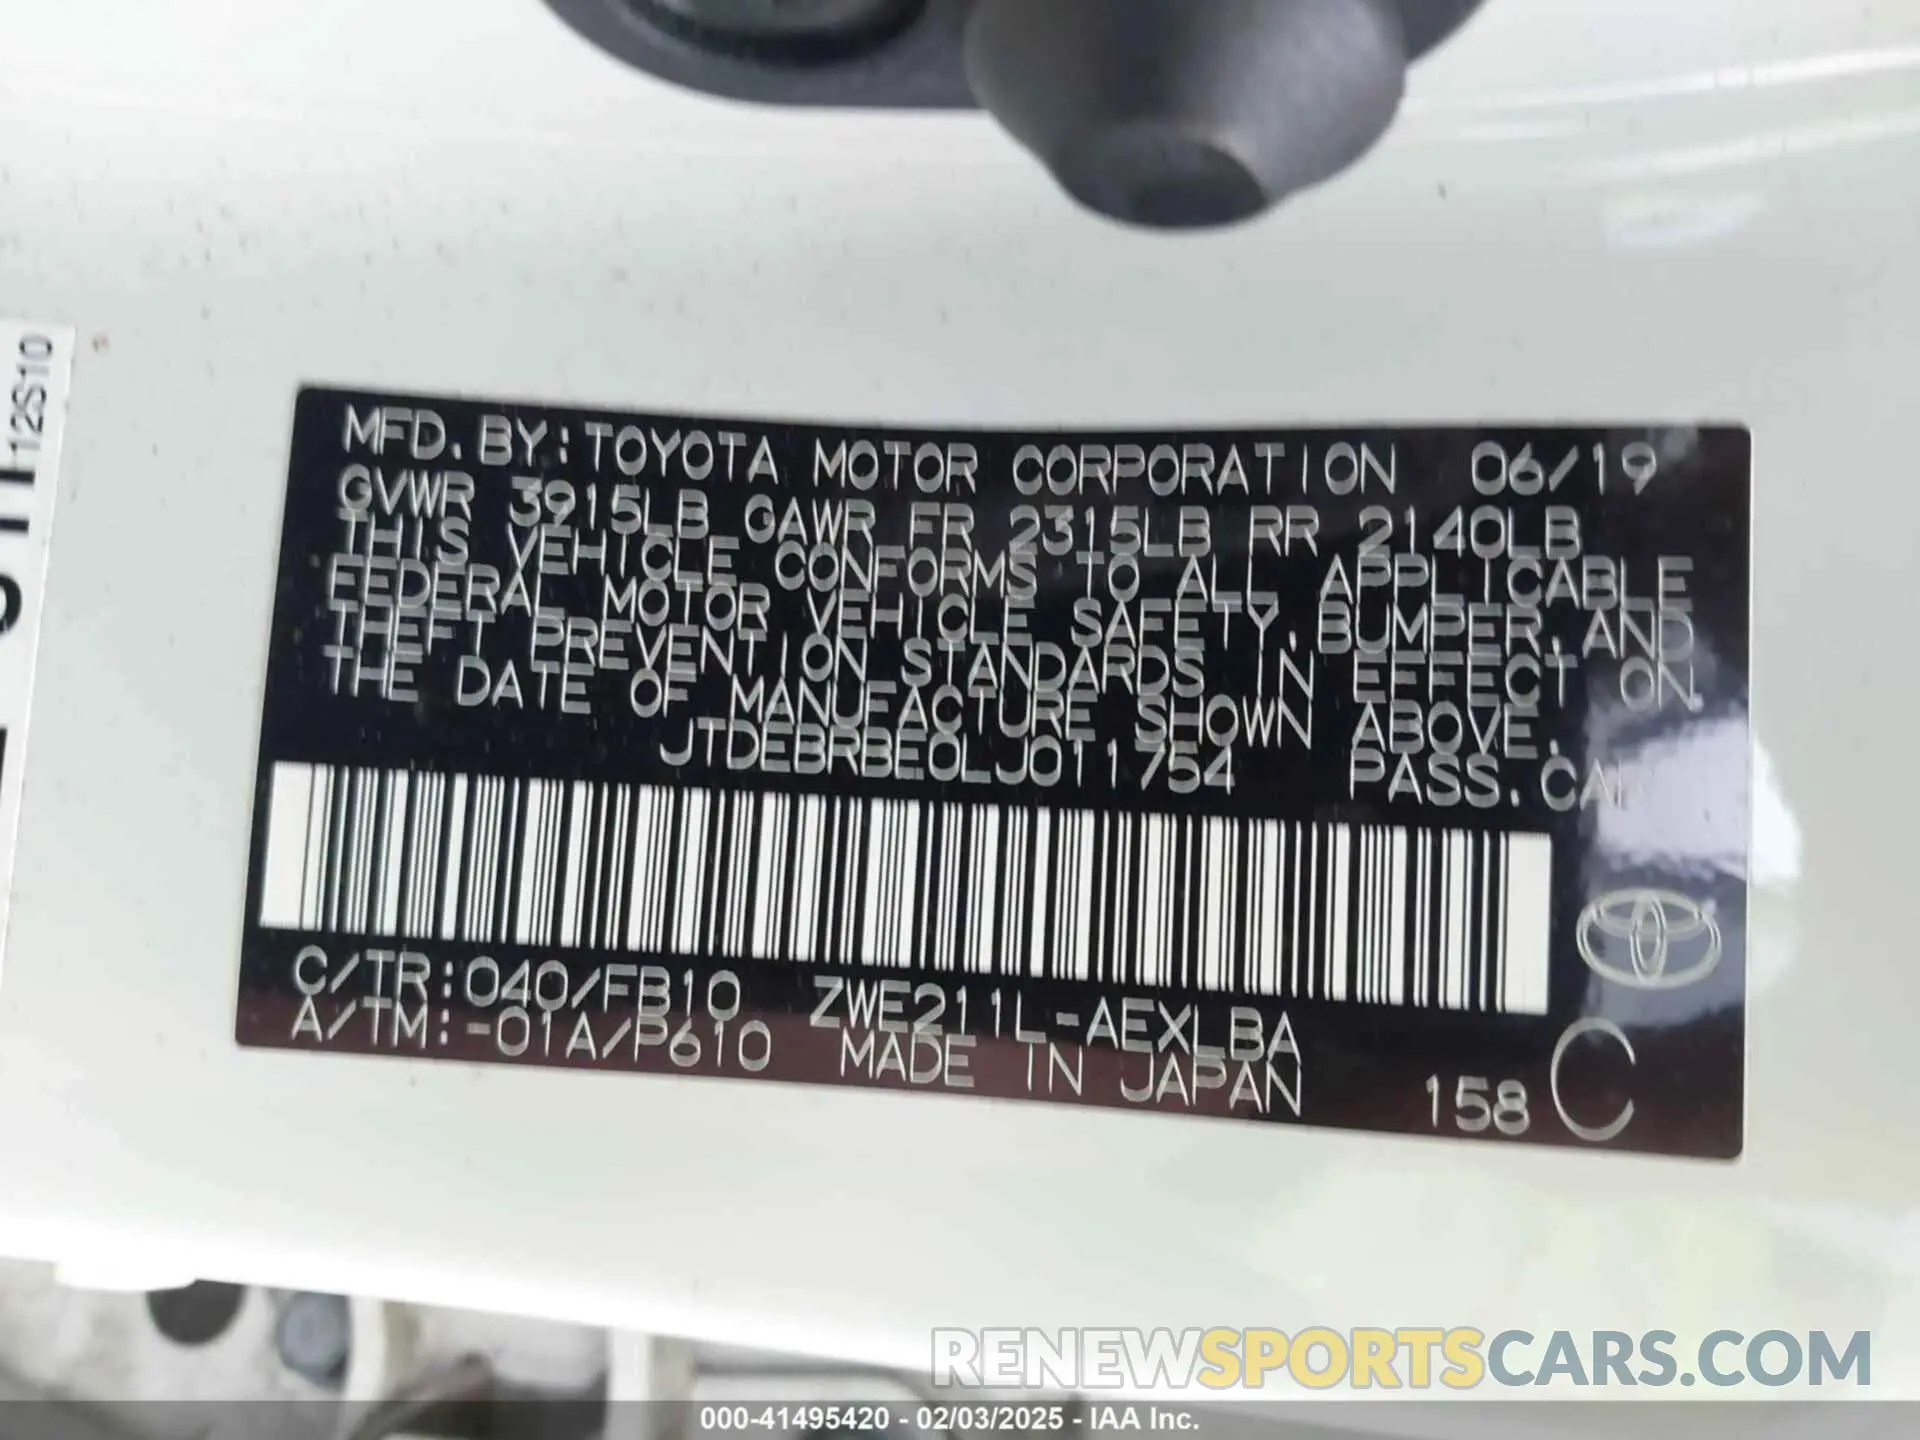 12S10
MFD. BY: TOYOTA MOTOR CORPORATION 06/19
GVWR 3915LB GAWR FR 2315LB RR 2140LB
THIS VEHICLE CONFORMS TO ALL APPLICABLE
FEDERAL MOTOR VEHICLE SAFETY, BUMPER, AND
THEFT PREVENTION STANDARDS IN EFFECT ON
THE DATE OF MANUFACTURE SHOWN ABOVE.
JTDEBRBE0LJ011754 PASS. CAR
C/TR:040/FB10 ZWE211L-AEXLBA
A/TM:-01A/P610 MADE IN JAPAN 158 C
RENEWSPORTSCARS.COM
000-41495420 - 02/03/2025 - IAA Inc.